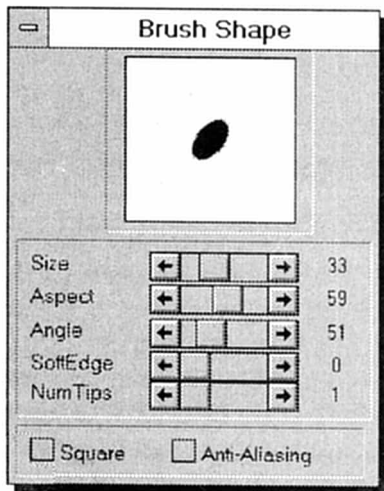 Brush Shape
Size 33
Aspect 59
Angle 51
SoftEdge 0
NumTips 1
Square Anti-Aliasing